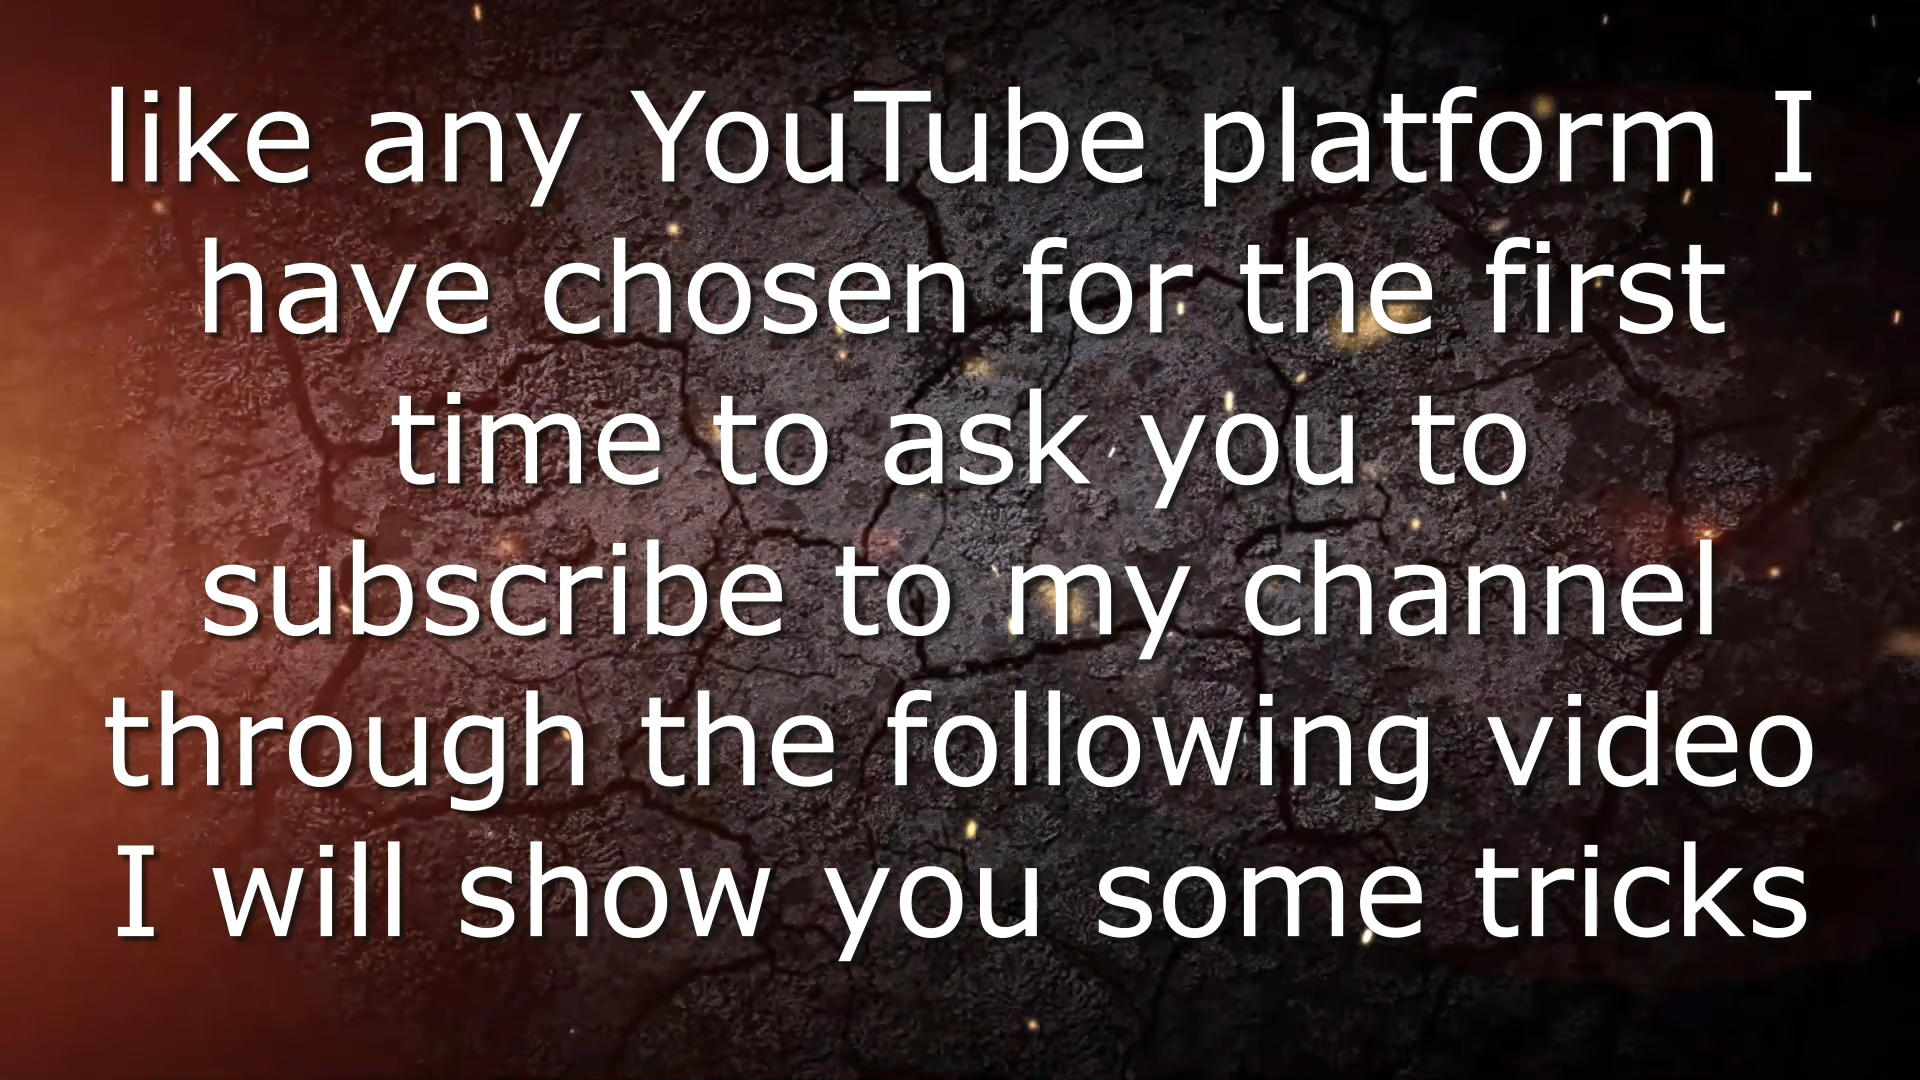 like any YouTube platform I
have chosen for the first
time to ask you to
subscribe to my channel
through the following video
I will show you some tricks